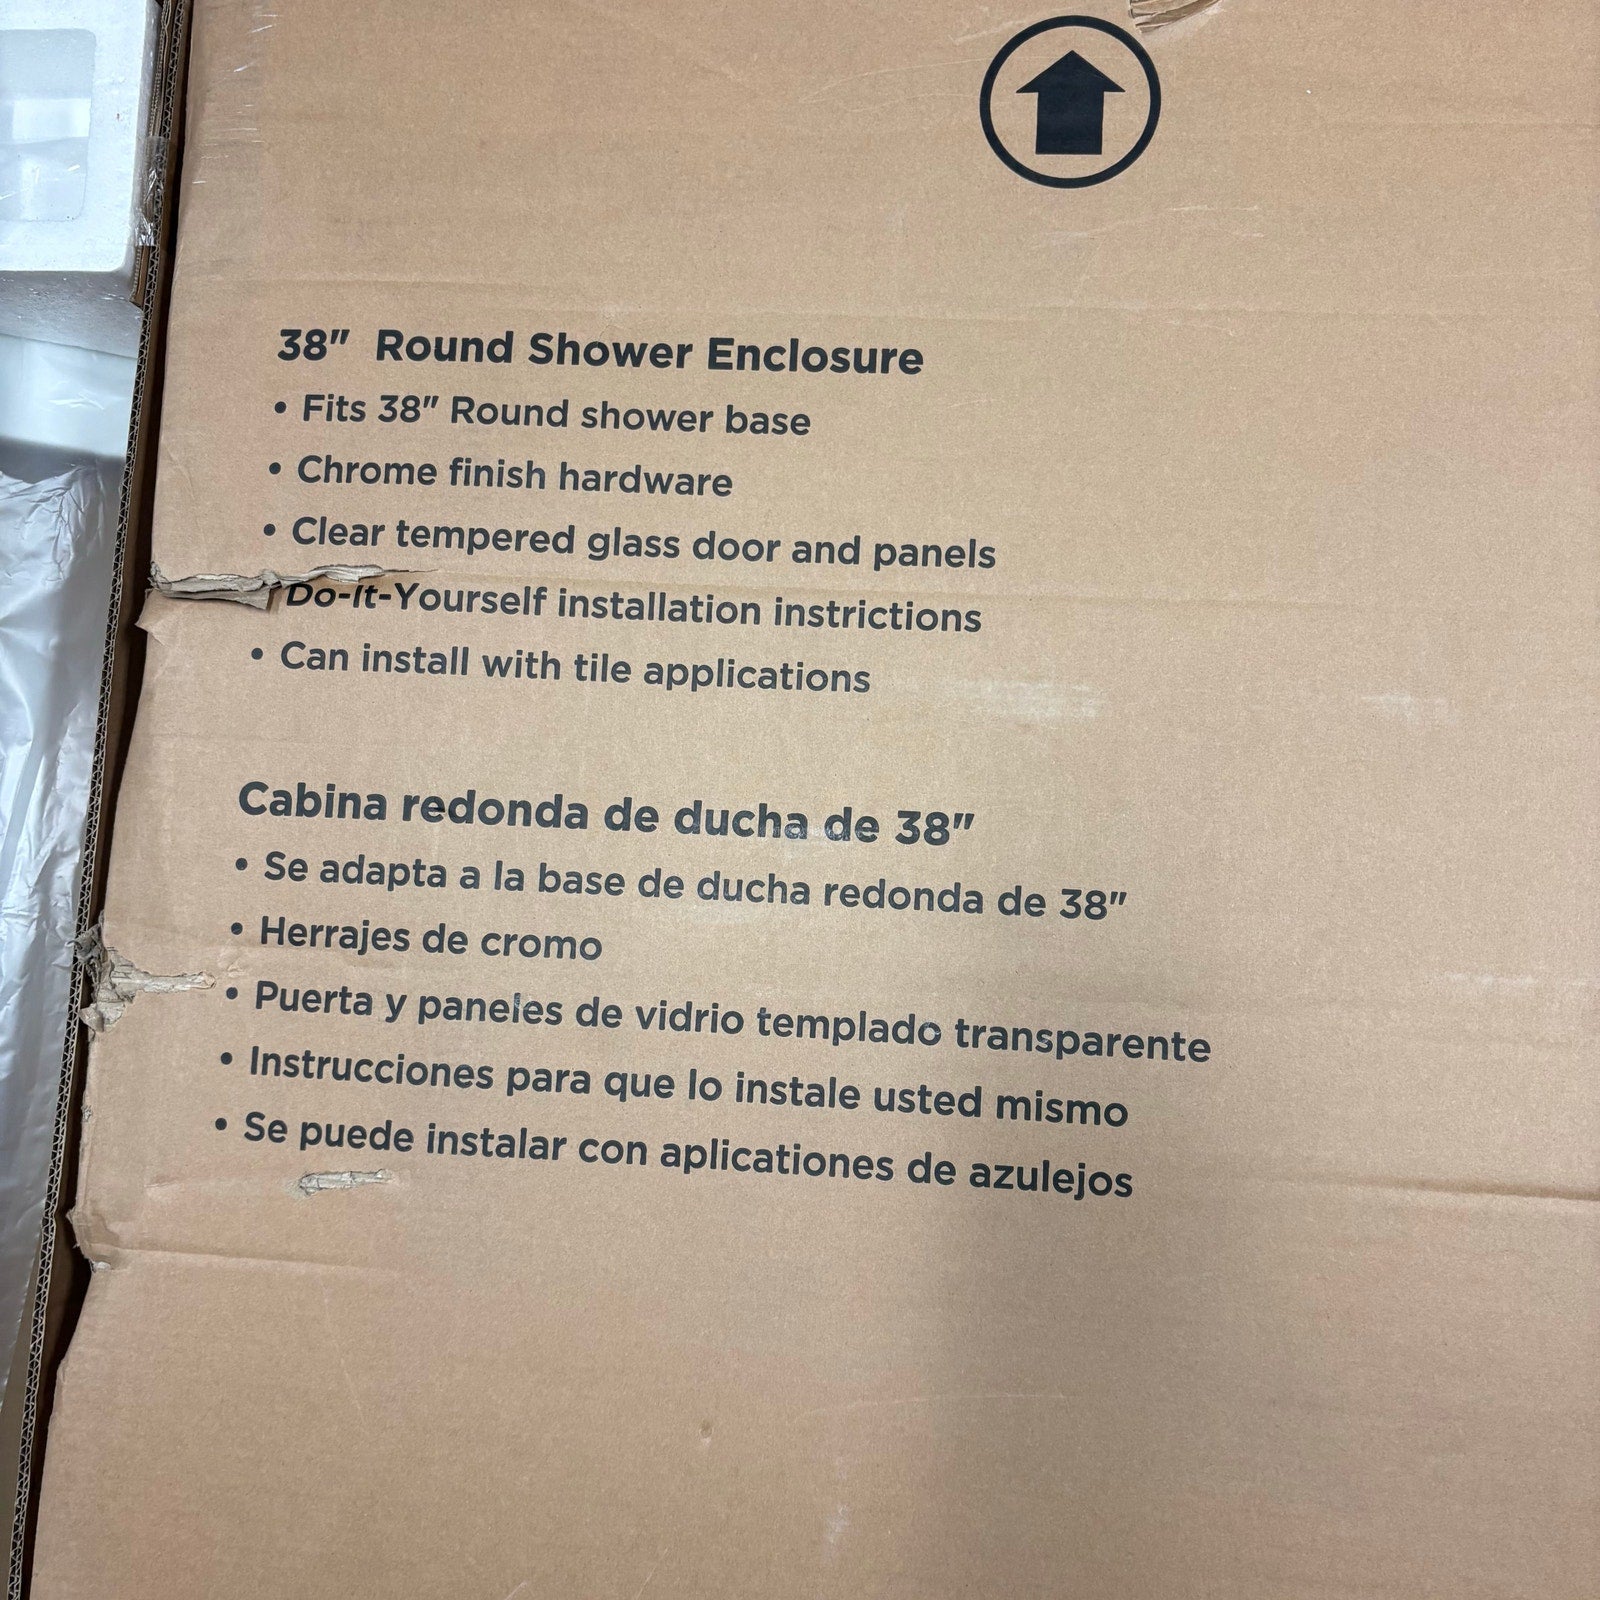 38" Round Shower Enclosure
• Fits 38" Round shower base
• Chrome finish hardware
• Clear tempered glass door and panels
Do-It-Yourself installation instrictions
• Can install with tile applications
Cabina redonda de ducha de 38"
• Se adapta a la base de ducha redonda de 38"
• Herrajes de cromo
• Puerta y paneles de vidrio templado transparente
• Instrucciones para que lo instale usted mismo
• Se puede instalar con aplicationes de azulejos